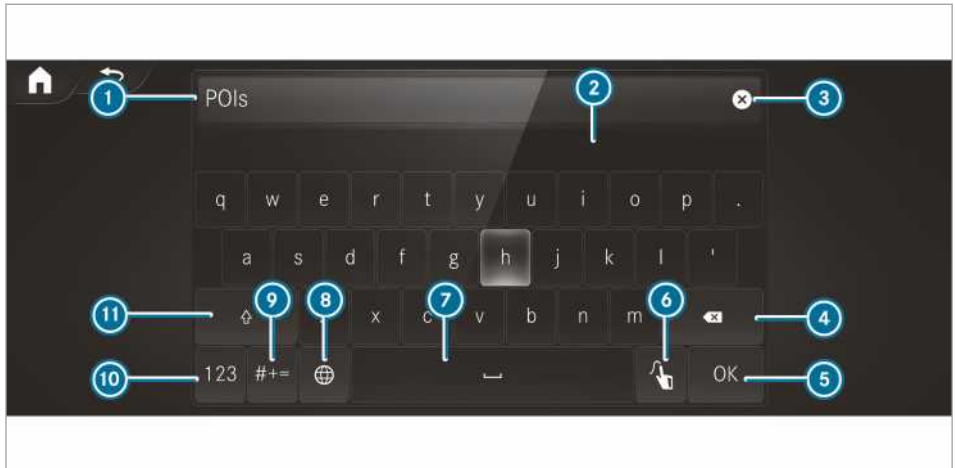 2
1 POIs 3
q w e r t y u i o p .
a s d f g h j k l '
9 8 7 6
11 x c v b n m 4
10 123 #+= OK 5